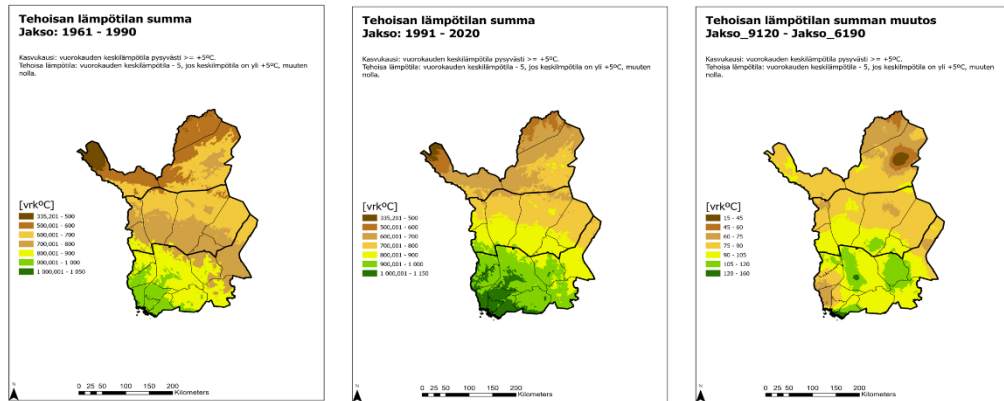 Tehoisan lämpötilan summa
Jakso: 1961 - 1990
Kasvukausi: vuorokauden keskilämpötila pysyvästi >= +5ºC.
Tehoisa lämpötila: vuorokauden keskilämpötila - 5, jos keskilmpötila on yli +5ºC, muuten
nolla.
[vrkºC]
335,201 - 500
500,001 - 600
600,001 - 700
700,001 - 800
800,001 - 900
900,001 - 1 000
1 000,001 - 1 050
N
0 25 50 100 150 200
Kilometers
Tehoisan lämpötilan summa
Jakso: 1991 - 2020
Kasvukausi: vuorokauden keskilämpötila pysyvästi >= +5ºC.
Tehoisa lämpötila: vuorokauden keskilämpötila - 5, jos keskilmpötila on yli +5ºC, muuten
nolla.
[vrkºC]
335,201 - 500
500,001 - 600
600,001 - 700
700,001 - 800
800,001 - 900
900,001 - 1 000
1 000,001 - 1 150
N
0 25 50 100 150 200
Kilometers
Tehoisan lämpötilan summan muutos
Jakso_9120 - Jakso_6190
Kasvukausi: vuorokauden keskilämpötila pysyvästi >= +5ºC.
Tehoisa lämpötila: vuorokauden keskilämpötila - 5, jos keskilmpötila on yli +5ºC, muuten
nolla.
[vrkºC]
15 - 45
45 - 60
60 - 75
75 - 90
90 - 105
105 - 120
120 - 160
N
0 25 50 100 150 200
Kilometers